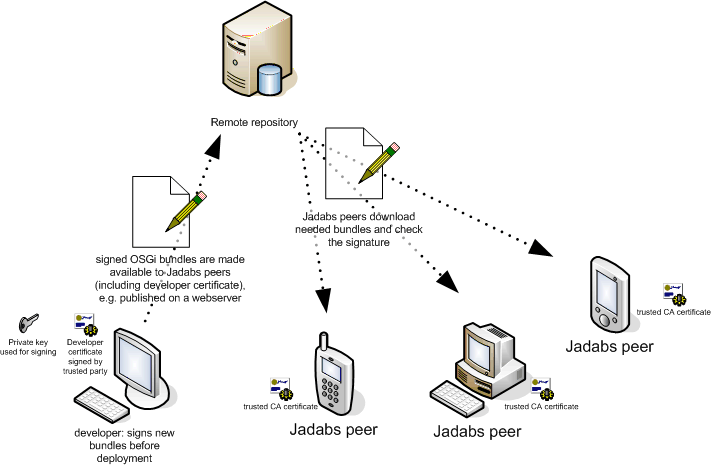 Remote repository
Jadabs peers download
needed bundles and check
the signature
signed OSGi bundles are made
available to Jadabs peers
(including developer certificate),
e.g. published on a webserver
Private key
used for signing
Developer
certificate
signed by
trusted party
developer: signs new
bundles before
deployment
trusted CA certificate
Jadabs peer
trusted CA certificate
Jadabs peer
trusted CA certificate
Jadabs peer